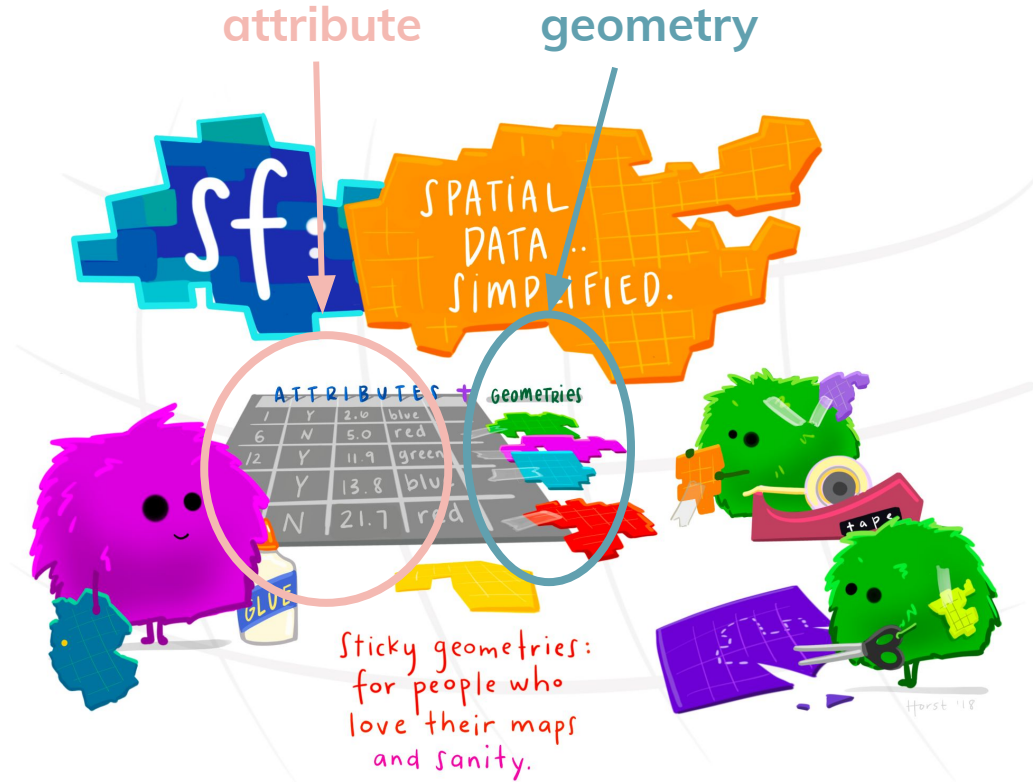 attribute
geometry
sf:
SPATIAL
DATA ..
SIMPLIFIED.
ATTRIBUTES + GEOMETRIES
1 Y 2.6 blue
6 N 5.0 red
12 Y 11.9 green
Y 13.8 blue
N 21.7 red
GLUE
tape
Sticky geometries:
for people who
love their maps
and sanity.
Horst '18